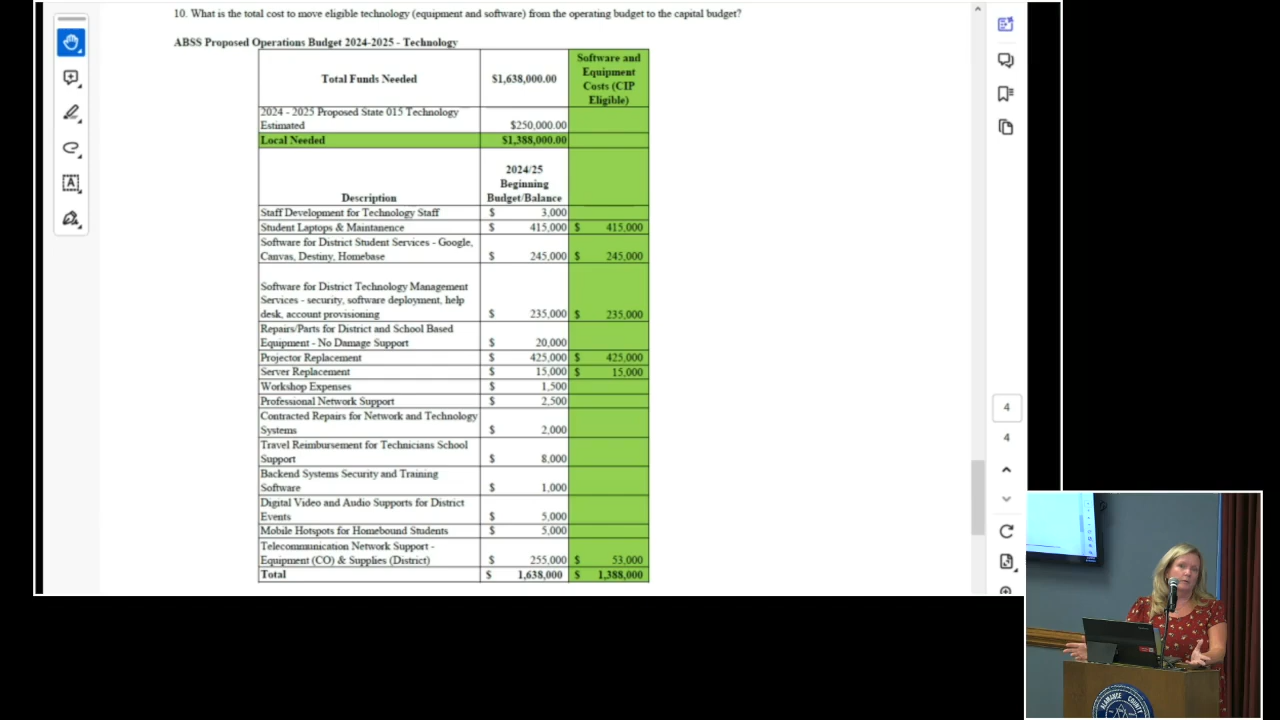 10. What is the total cost to move eligible technology (equipment and software) from the operating budget to the capital budget?
ABSS Proposed Operations Budget 2024-2025 - Technology
Total Funds Needed $1,638,000.00 Software and
Equipment
Costs (CIP
Eligible)
2024 - 2025 Proposed State 015 Technology
Estimated $250,000.00
Local Needed $1,388,000.00
Description 2024/25
Beginning
Budget/Balance
Staff Development for Technology Staff $ 3,000
Student Laptops & Maintanence $ 415,000 $ 415,000
Software for District Student Services - Google,
Canvas, Destiny, Homebase $ 245,000 $ 245,000
Software for District Technology Management
Services - security, software deployment, help
desk, account provisioning $ 235,000 $ 235,000
Repairs/Parts for District and School Based
Equipment - No Damage Support $ 20,000
Projector Replacement $ 425,000 $ 425,000
Server Replacement $ 15,000 $ 15,000
Workshop Expenses $ 1,500
Professional Network Support $ 2,500
Contracted Repairs for Network and Technology
Systems $ 2,000
Travel Reimbursement for Technicians School
Support $ 8,000
Backend Systems Security and Training
Software $ 1,000
Digital Video and Audio Supports for District
Events $ 5,000
Mobile Hotspots for Homebound Students $ 5,000
Telecommunication Network Support -
Equipment (CO) & Supplies (District) $ 255,000 $ 53,000
Total $ 1,638,000 $ 1,388,000
4
4
ALAMANCE COUNTY